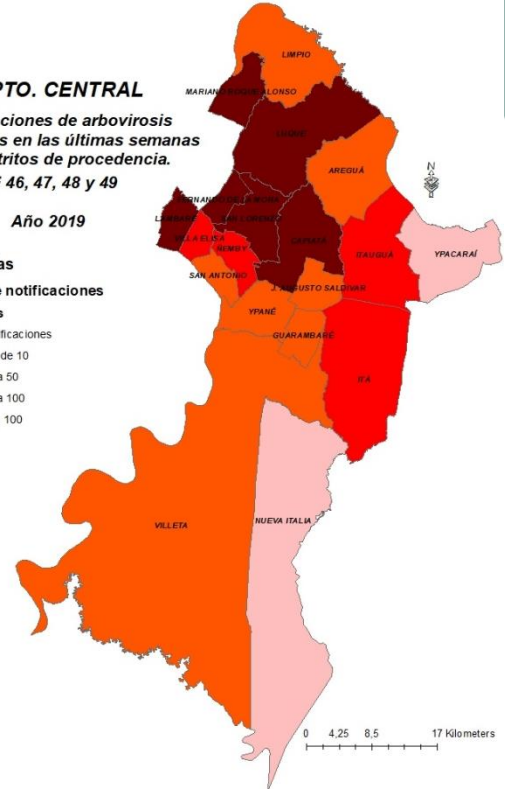 PTO. CENTRAL
ciones de arbovirosis
s en las últimas semanas
tritos de procedencia.
46, 47, 48 y 49
Año 2019
as
e notificaciones
s
ficaciones
de 10
a 50
a 100
100
LIMPIO
MARIANO ROQUE ALONSO
LUQUE
AREGUÁ
N
FERNANDO DE LA MORA
LAMBARÉ
SAN LORENZO
CAPIATÁ
VILLA ELISA
ÑEMBY
ITAUGUÁ
YPACARAÍ
SAN ANTONIO
J. AUGUSTO SALDIVAR
YPANÉ
GUARAMBARÉ
ITÁ
VILLETA
NUEVA ITALIA
0 4,25 8,5 17 Kilometers